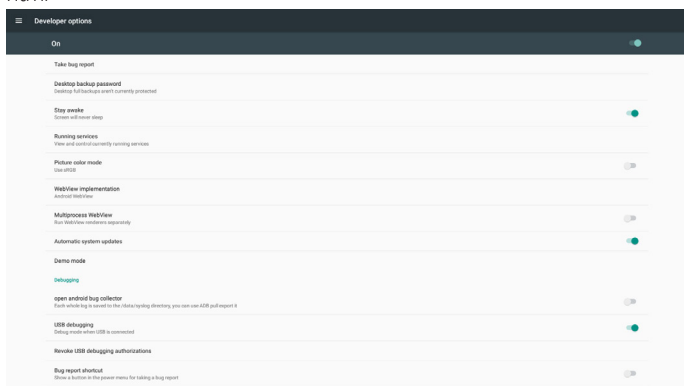 Developer options
On
Take bug report
Desktop backup password
Desktop full backups aren't currently protected
Stay awake
Screen will never sleep
Running services
View and control currently running services
Picture color mode
Use sRGB
WebView implementation
Android WebView
Multiprocess WebView
Run WebView renderers separately
Automatic system updates
Demo mode
Debugging
open android bug collector
Each whole log is saved to the /data/syslog directory, you can use ADB pull report it
USB debugging
Debug mode when USB is connected
Revoke USB debugging authorizations
Bug report shortcut
Show a button in the power menu for taking a bug report